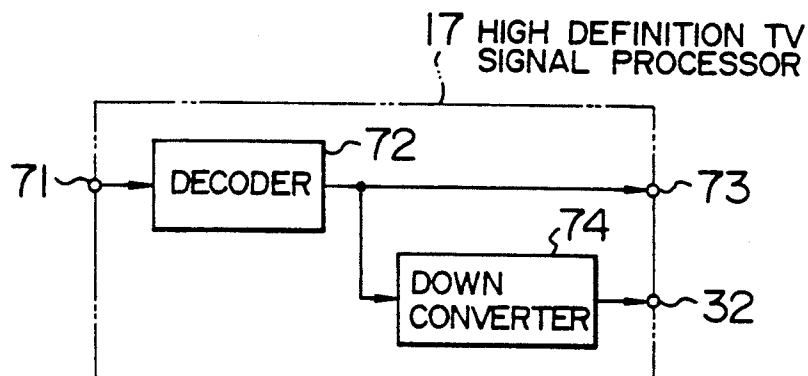 17 HIGH DEFINITION TV
SIGNAL PROCESSOR
71
DECODER
72
73
74
DOWN
CONVERTER
32